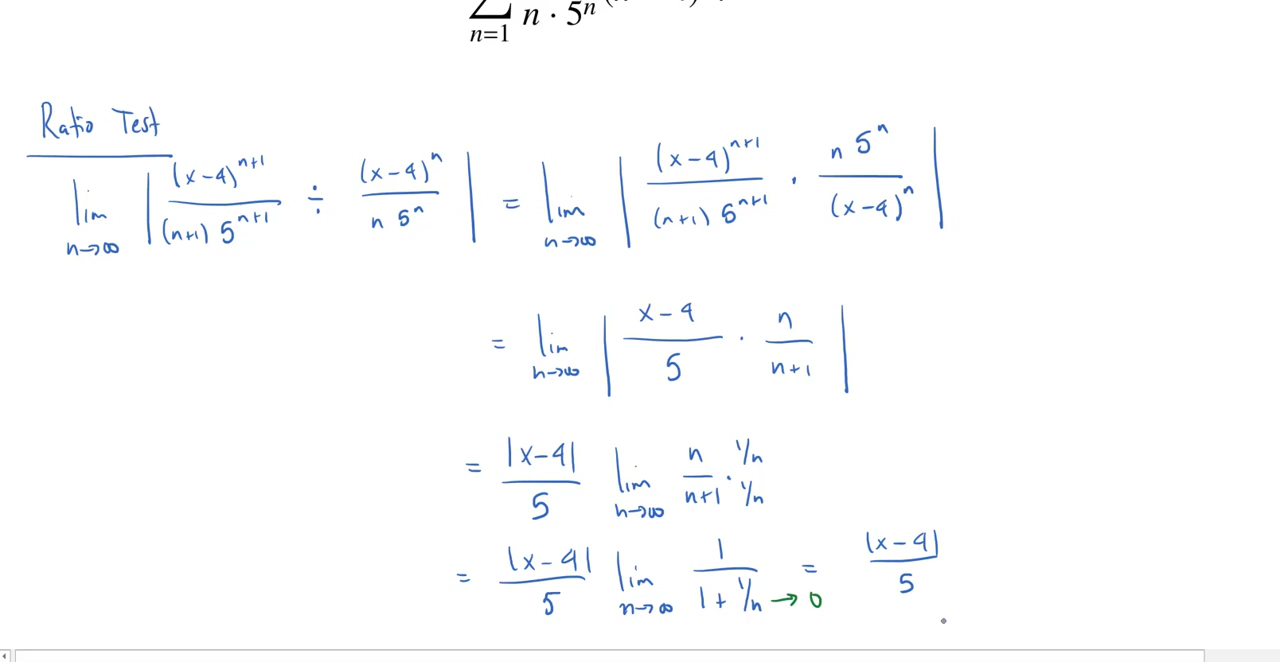 ∑ n=1 n · 5ⁿ
Ratio Test
lim n→∞ | (x-4)ⁿ⁺¹ / (n+1) 5ⁿ⁺¹ ÷ (x-4)ⁿ / n 5ⁿ | = lim n→∞ | (x-4)ⁿ⁺¹ / (n+1) 5ⁿ⁺¹ · n 5ⁿ / (x-4)ⁿ |
= lim n→∞ | x-4 / 5 · n / n+1 |
= |x-4| / 5 lim n→∞ n / n+1 · 1/n / 1/n
= |x-4| / 5 lim n→∞ 1 / 1 + 1/n → 0 = |x-4| / 5